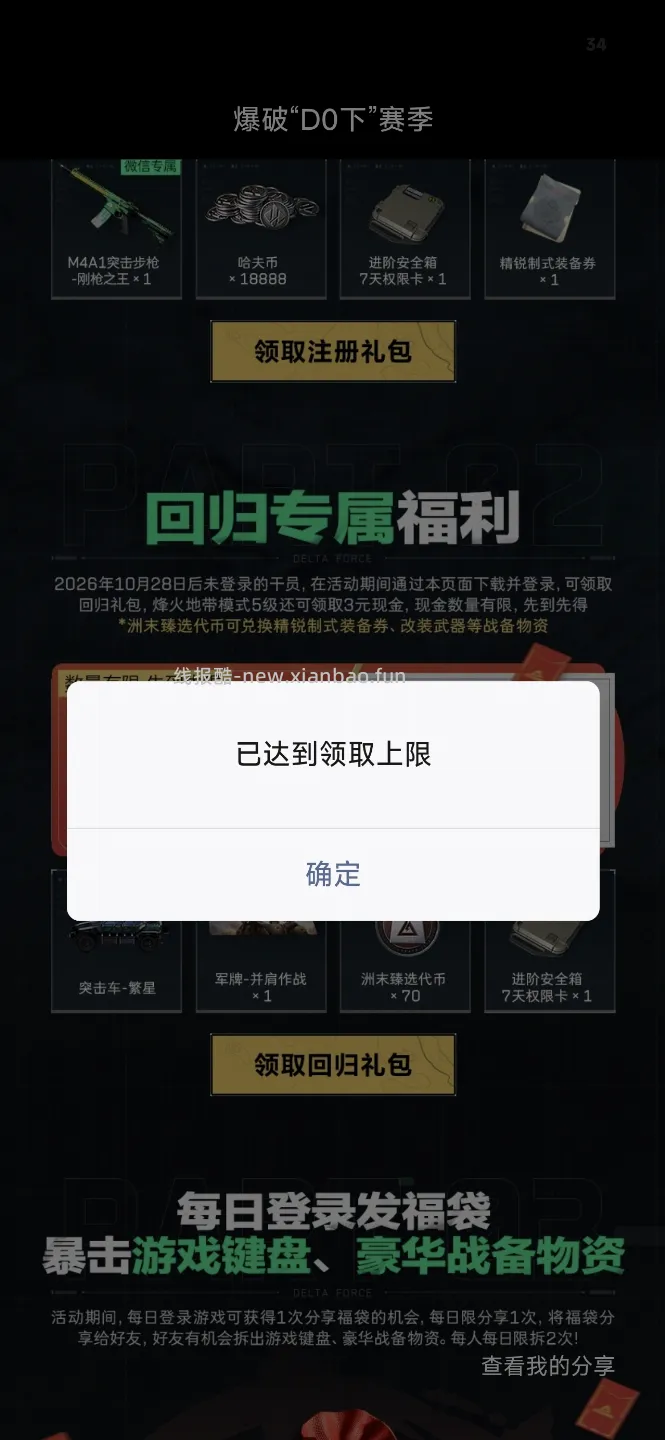 34
爆破“D0下”赛季
微信专属
M4A1突击步枪
-刚枪之王×1
哈夫币
×18888
进阶安全箱
7天权限卡×1
精锐制式装备券
×1
领取注册礼包
PART 02
回归专属福利
DELTA FORCE
2026年10月28日后未登录的干员, 在活动期间通过本页面下载并登录, 可领取
回归礼包, 烽火地带模式5级还可领取3元现金, 现金数量有限, 先到先得
*洲末臻选代币可兑换精锐制式装备券、改装武器等战备物资
线报酷-new.xianbao.fun
数量有限
已达到领取上限
确定
突击车-繁星
军牌-并肩作战
×1
洲末臻选代币
×70
进阶安全箱
7天权限卡×1
领取回归礼包
每日登录发福袋
暴击游戏键盘、豪华战备物资
DELTA FORCE
活动期间, 每日登录游戏可获得1次分享福袋的机会, 每日限分享1次, 将福袋分
享给好友, 好友有机会拆出游戏键盘、豪华战备物资。每人每日限拆2次!
查看我的分享